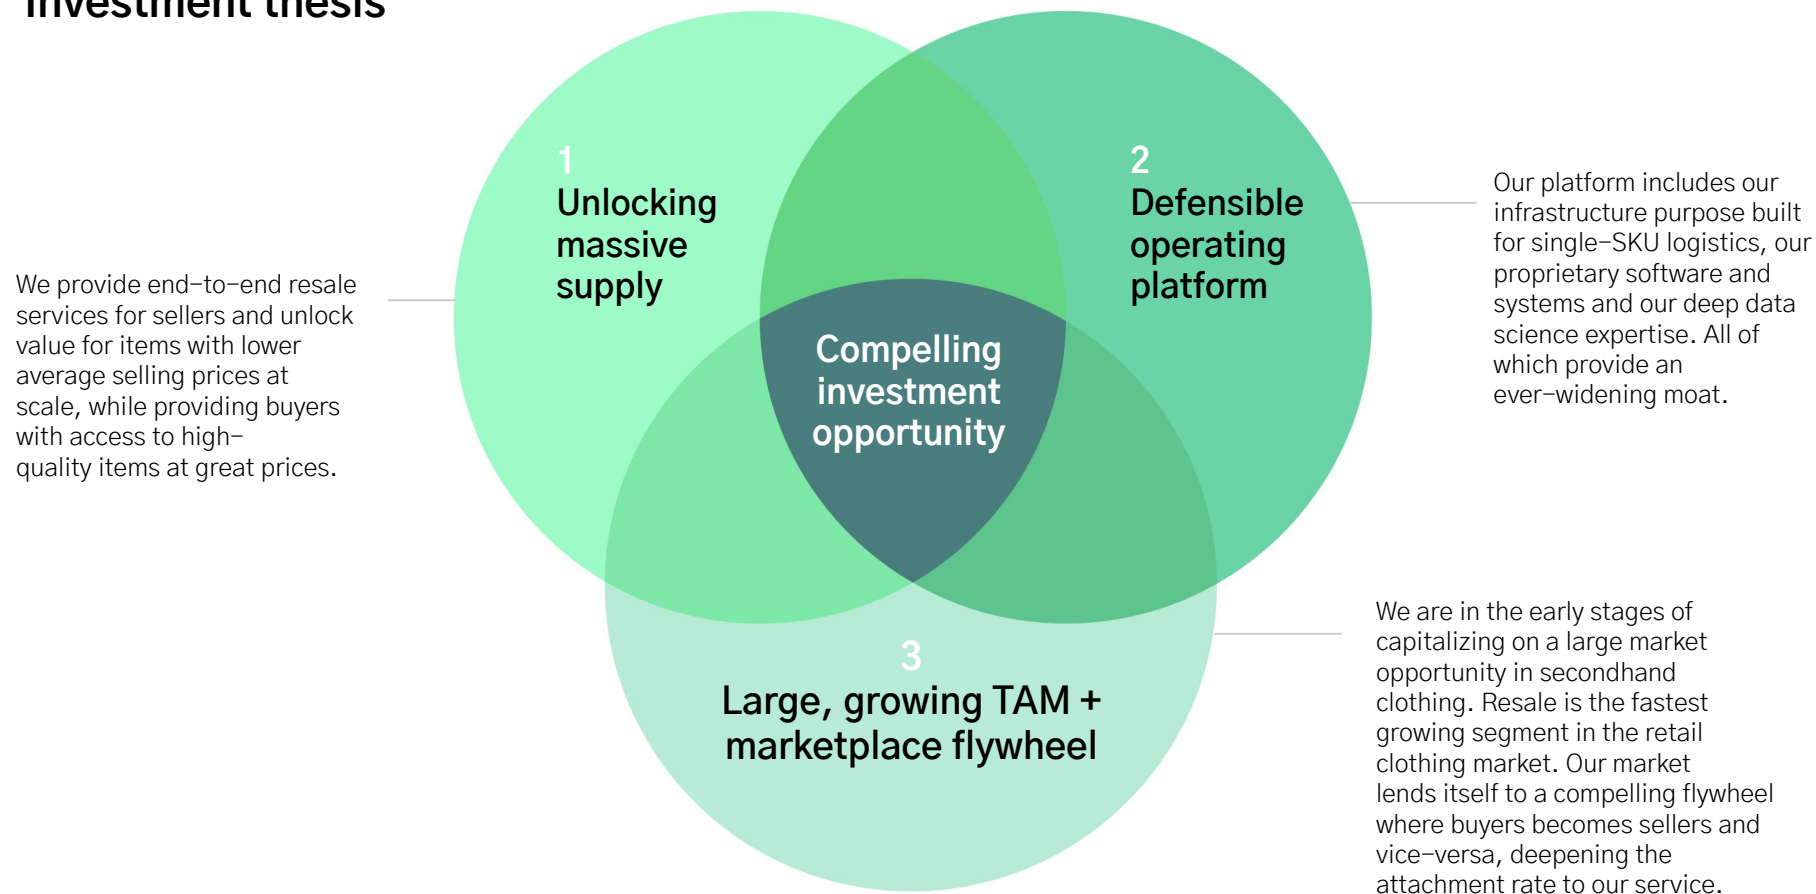 Investment thesis
1
Unlocking
massive
supply
2
Defensible
operating
platform
Compelling
investment
opportunity
3
Large, growing TAM +
marketplace flywheel
We provide end-to-end resale
services for sellers and unlock
value for items with lower
average selling prices at
scale, while providing buyers
with access to high-
quality items at great prices.
Our platform includes our
infrastructure purpose built
for single-SKU logistics, our
proprietary software and
systems and our deep data
science expertise. All of
which provide an
ever-widening moat.
We are in the early stages of
capitalizing on a large market
opportunity in secondhand
clothing. Resale is the fastest
growing segment in the retail
clothing market. Our market
lends itself to a compelling flywheel
where buyers becomes sellers and
vice-versa, deepening the
attachment rate to our service.